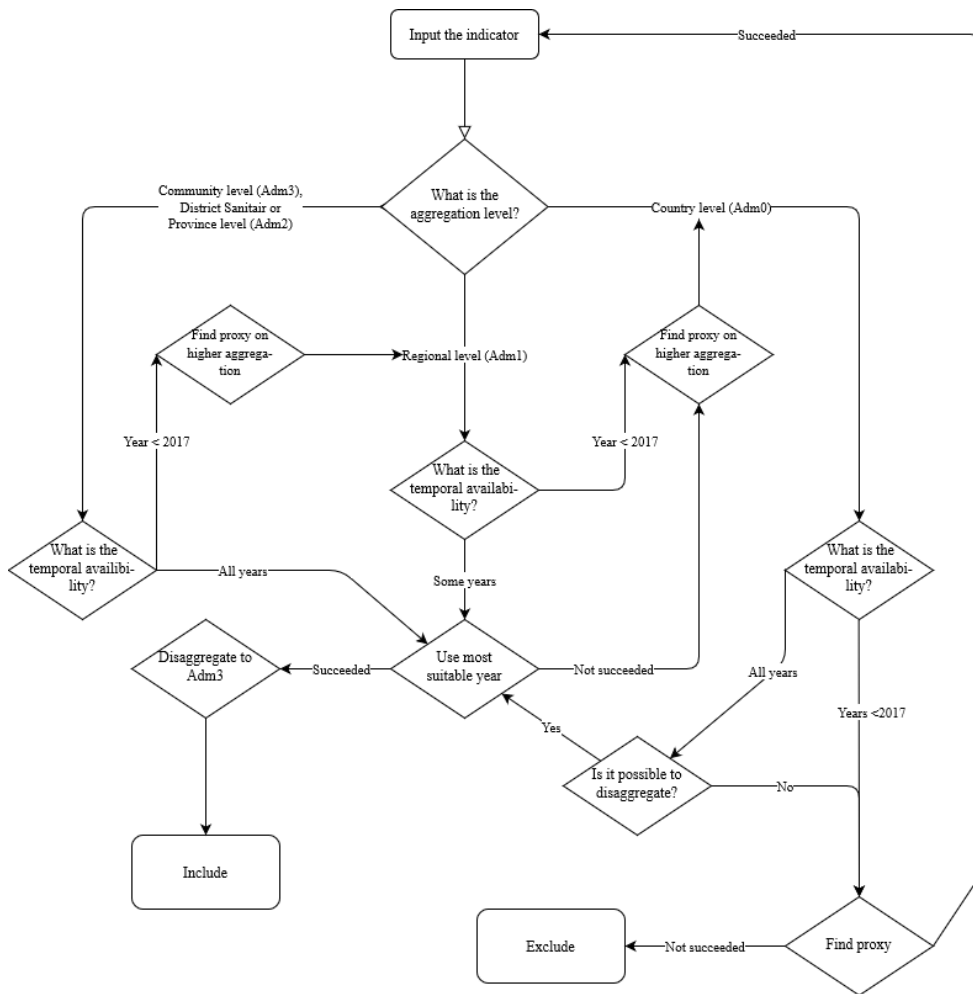 Input the indicator
Succeeded
Community level (Adm3),
District Sanitair or
Province level (Adm2)
What is the
aggregation level?
Country level (Adm0)
Find proxy on
higher aggrega-
tion
Regional level (Adm1)
Find proxy on
higher aggrega-
tion
Year < 2017
Year < 2017
What is the
temporal availabi-
lity?
What is the
temporal availibi-
lity?
All years
Some years
What is the
temporal availabi-
lity?
Disaggregate to
Adm3
Succeeded
Use most
suitable year
Not succeeded
All years
Years <2017
Yes
Is it possible to
disaggregate?
No
Include
Exclude
Not succeeded
Find proxy